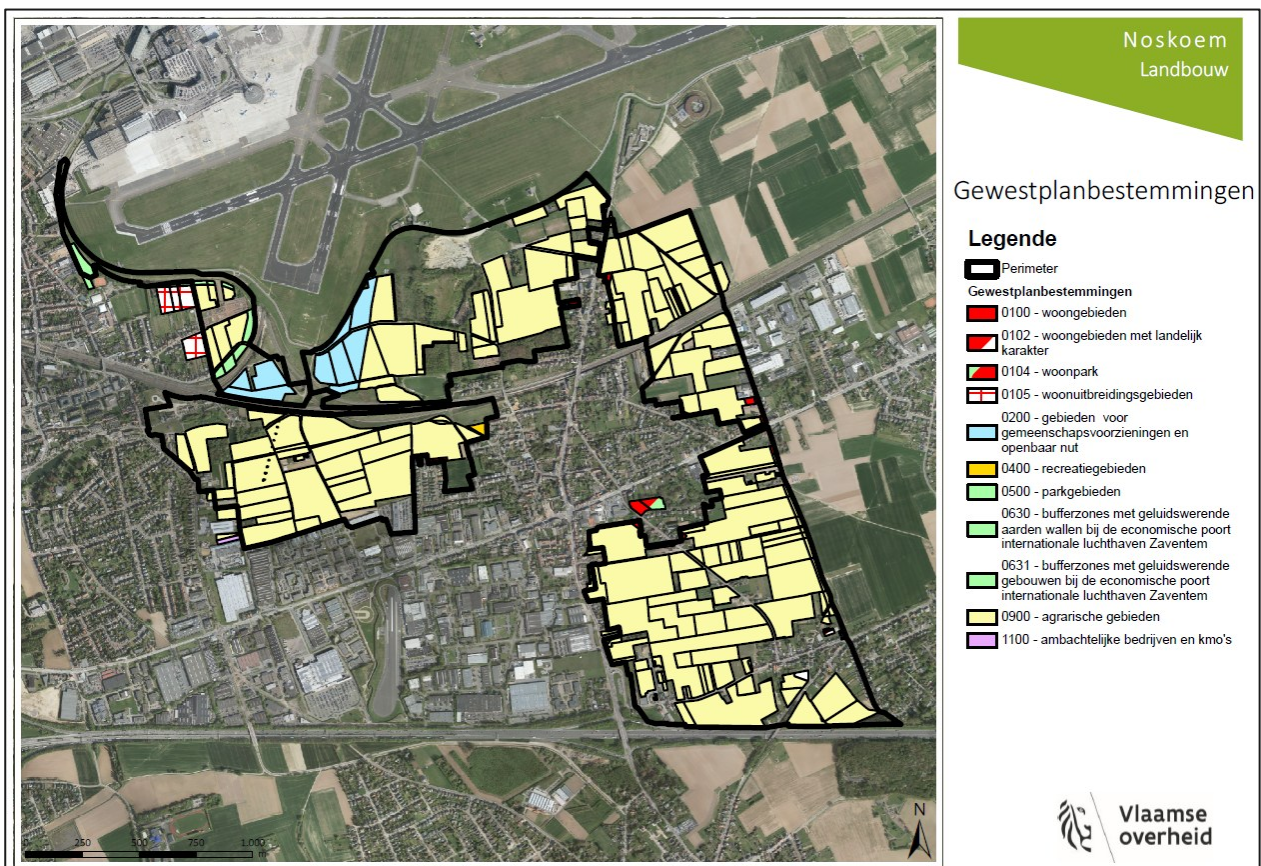 Noskoem
Landbouw
Gewestplanbestemmingen
Legende
Perimeter
Gewestplanbestemmingen
0100 - woongebieden
0102 - woongebieden met landelijk
karakter
0104 - woonpark
0105 - woonuitbreidingsgebieden
0200 - gebieden voor
gemeenschapsvoorzieningen en
openbaar nut
0400 - recreatiegebieden
0500 - parkgebieden
0630 - bufferzones met geluidswerende
aarden wallen bij de economische poort
internationale luchthaven Zaventem
0631 - bufferzones met geluidswerende
gebouwen bij de economische poort
internationale luchthaven Zaventem
0900 - agrarische gebieden
1100 - ambachtelijke bedrijven en kmo's
N
0 250 500 750 1.000
m
Vlaamse
overheid